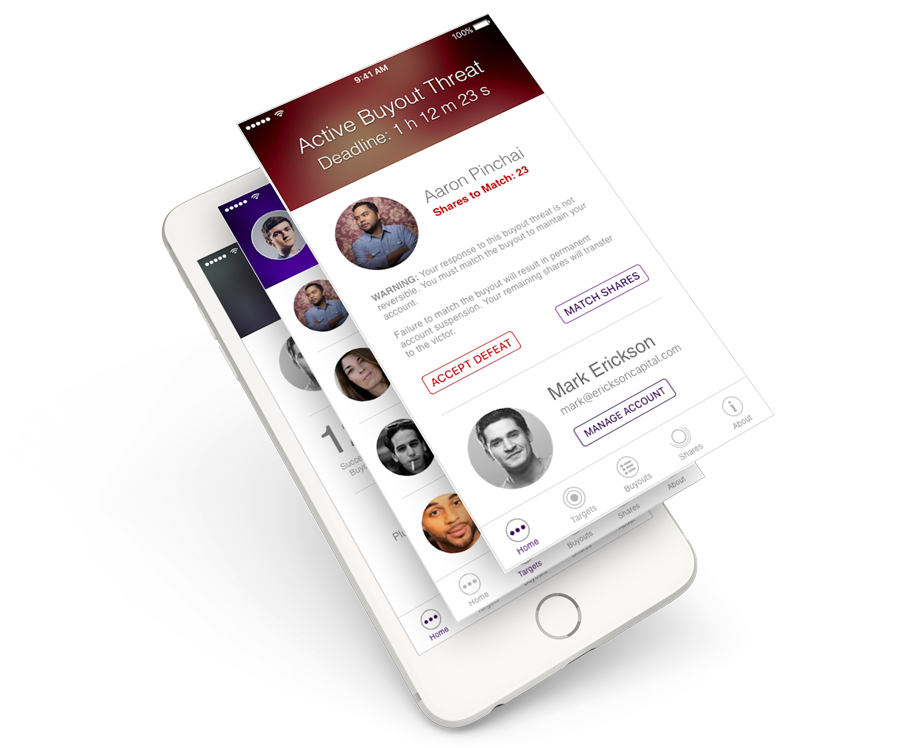 100%
9:41 AM
Active Buyout Threat
Deadline: 1 h 12 m 23 s
Aaron Pinchai
Shares to Match: 23
WARNING: Your response to this buyout threat is not
reversible. You must match the buyout to maintain your
account.
Failure to match the buyout will result in permanent
account suspension. Your remaining shares will transfer
to the victor.
MATCH SHARES
ACCEPT DEFEAT
Mark Erickson
mark@ericksoncapital.com
MANAGE ACCOUNT
Home
Targets
Buyouts
Shares
About
Home
Targets
Buyouts
Shares
About
Succe
Buyo
Plu
Home